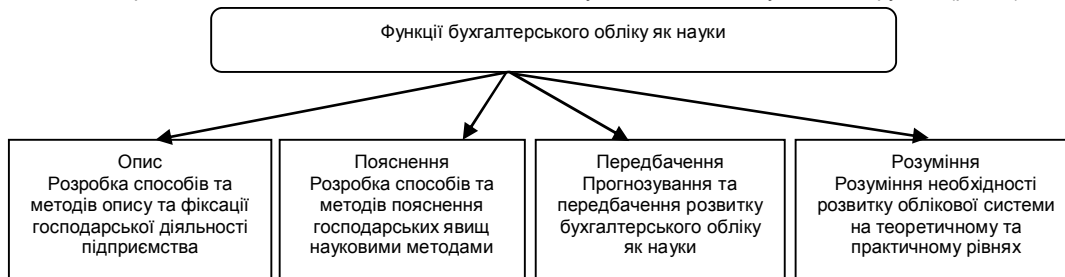 Функції бухгалтерського обліку як науки
Опис
Розробка способів та
методів опису та фіксації
господарської діяльності
підприємства
Пояснення
Розробка способів та
методів пояснення
господарських явищ
науковими методами
Передбачення
Прогнозування та
передбачення розвитку
бухгалтерського обліку
як науки
Розуміння
Розуміння необхідності
розвитку облікової системи
на теоретичному та
практичному рівнях